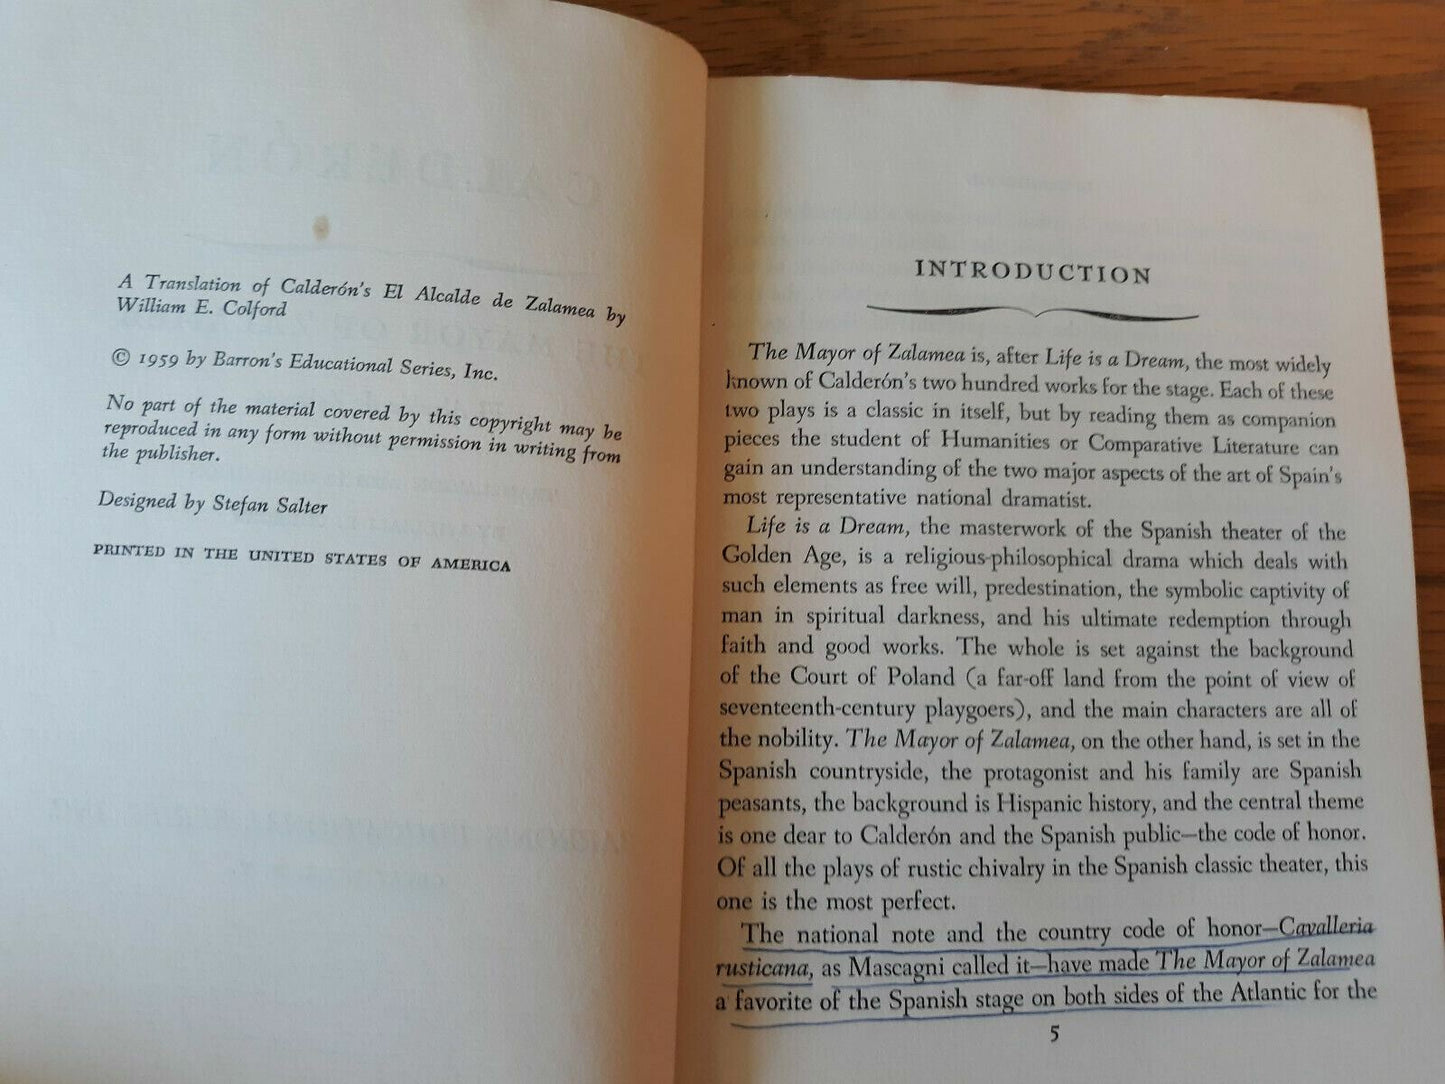 A Translation of Calderón's El Alcalde de Zalamea by
William E. Colford
© 1959 by Barron's Educational Series, Inc.
No part of the material covered by this copyright may be
reproduced in any form without permission in writing from
the publisher.
Designed by Stefan Salter
PRINTED IN THE UNITED STATES OF AMERICA
INTRODUCTION
The Mayor of Zalamea is, after Life is a Dream, the most widely
known of Calderón's two hundred works for the stage. Each of these
two plays is a classic in itself, but by reading them as companion
pieces the student of Humanities or Comparative Literature can
gain an understanding of the two major aspects of the art of Spain's
most representative national dramatist.
Life is a Dream, the masterwork of the Spanish theater of the
Golden Age, is a religious-philosophical drama which deals with
such elements as free will, predestination, the symbolic captivity of
man in spiritual darkness, and his ultimate redemption through
faith and good works. The whole is set against the background
of the Court of Poland (a far-off land from the point of view of
seventeenth-century playgoers), and the main characters are all of
the nobility. The Mayor of Zalamea, on the other hand, is set in the
Spanish countryside, the protagonist and his family are Spanish
peasants, the background is Hispanic history, and the central theme
is one dear to Calderón and the Spanish public—the code of honor.
Of all the plays of rustic chivalry in the Spanish classic theater, this
one is the most perfect.
The national note and the country code of honor—Cavalleria
rusticana, as Mascagni called it—have made The Mayor of Zalamea
a favorite of the Spanish stage on both sides of the Atlantic for the
5